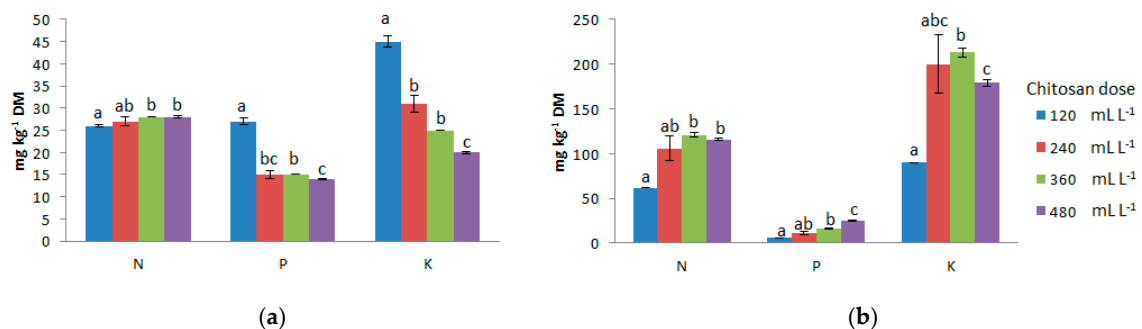 50
45
40
35
30
25
20
15
10
5
0
mg kg⁻¹ DM
a
ab
b
b
a
bc
b
c
a
b
b
c
N
P
K
(a)
250
200
150
100
50
0
mg kg⁻¹ DM
a
ab
b
b
a
ab
b
c
a
abc
b
c
N
P
K
(b)
Chitosan dose
120 mL L⁻¹
240 mL L⁻¹
360 mL L⁻¹
480 mL L⁻¹